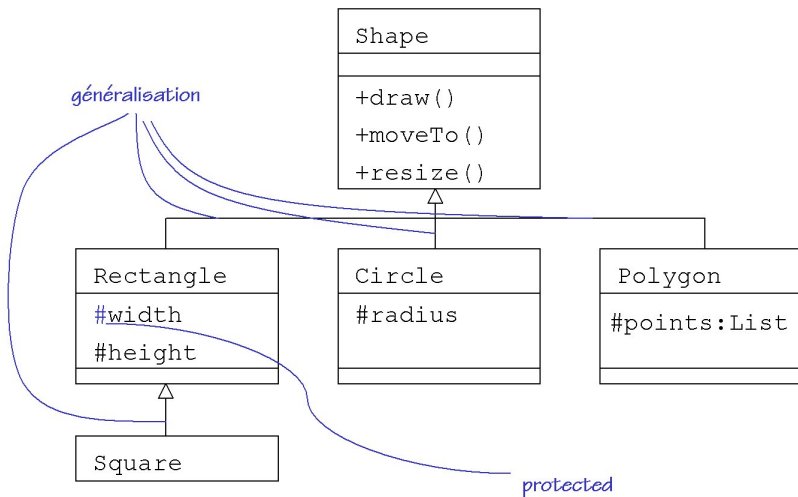 Shape
+draw()
+moveTo()
+resize()
généralisation
Rectangle
#width
#height
Circle
#radius
Polygon
#points:List
Square
protected